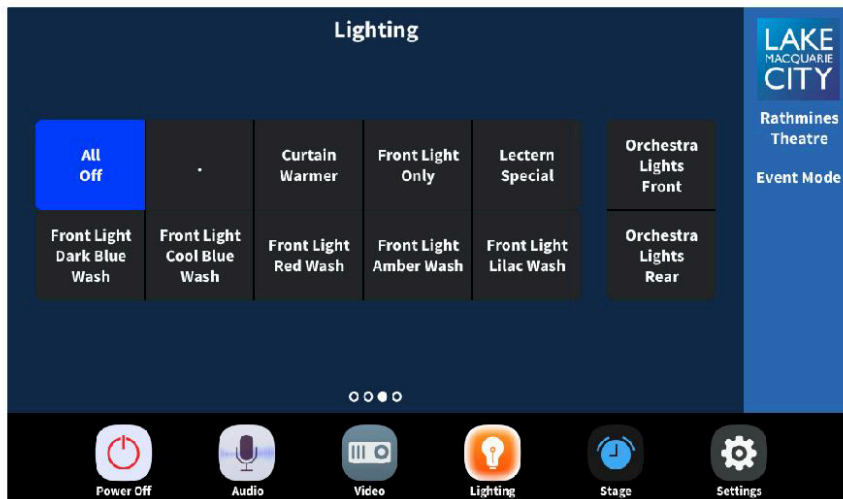 Lighting
LAKE
MACQUARIE
CITY
Rathmines
Theatre
Event Mode
All
Off
.
Curtain
Warmer
Front Light
Only
Lectern
Special
Orchestra
Lights
Front
Front Light
Dark Blue
Wash
Front Light
Cool Blue
Wash
Front Light
Red Wash
Front Light
Amber Wash
Front Light
Lilac Wash
Orchestra
Lights
Rear
Power Off
Audio
Video
Lighting
Stage
Settings